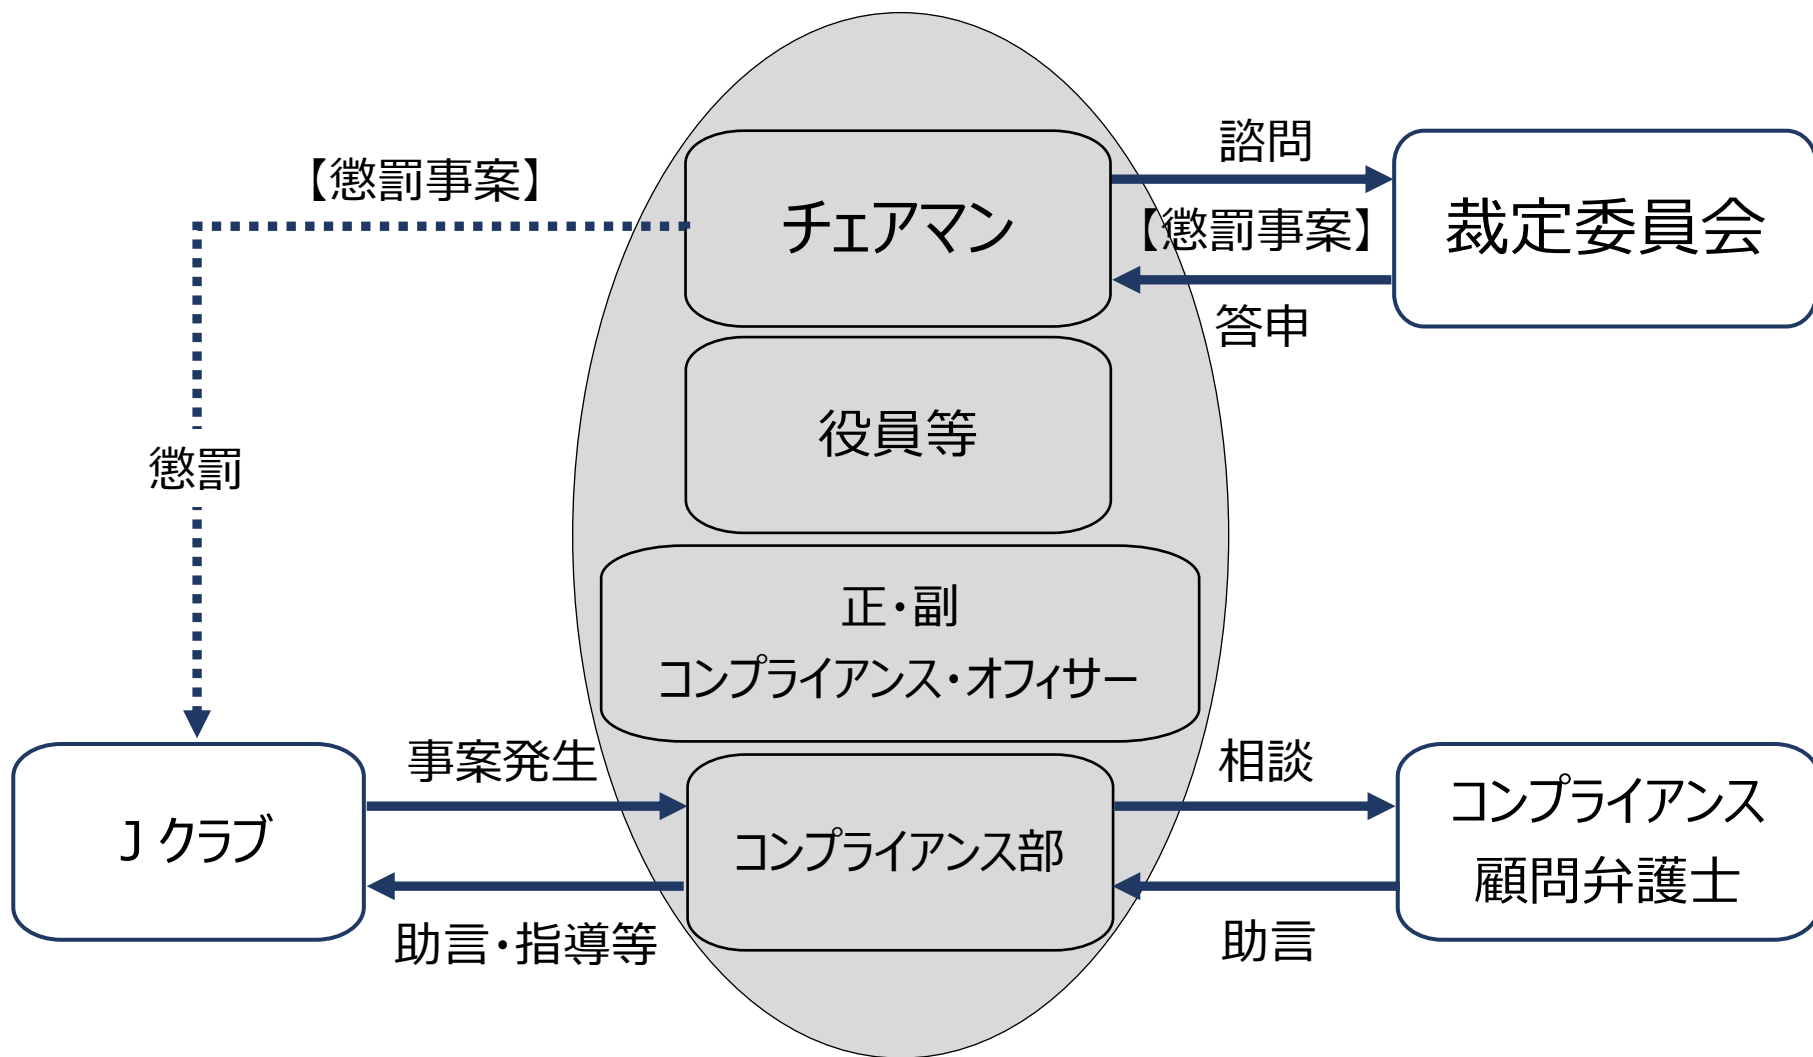 諮問
【懲罰事案】
チェアマン
【懲罰事案】
裁定委員会
答申
役員等
懲罰
正・副
コンプライアンス・オフィサー
事案発生
相談
Jクラブ
コンプライアンス部
コンプライアンス
顧問弁護士
助言・指導等
助言